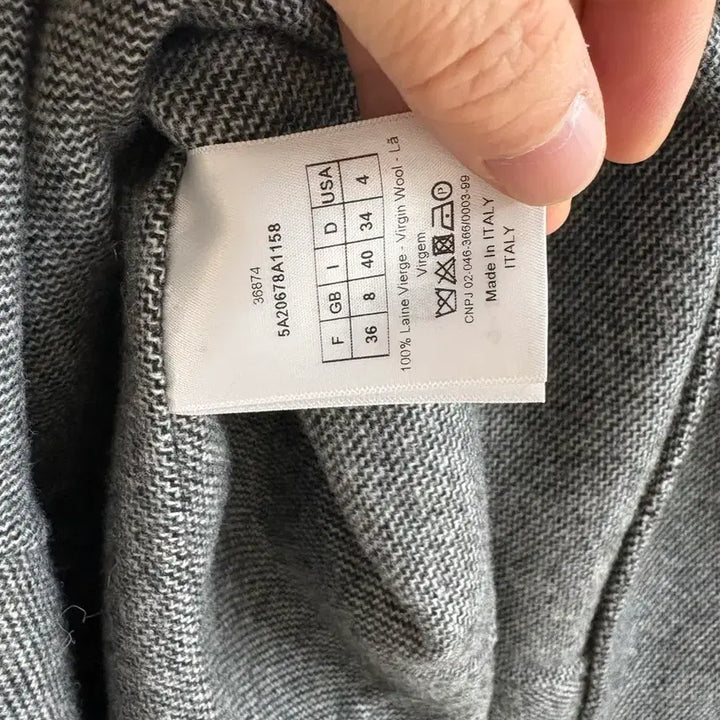 36874
5A20678A1158
F GB I D USA
36 8 40 34 4
100% Laine Vierge - Virgin Wool - Lã
Virgem
P
CNPJ 02-046-366/0003-99
Made In ITALY
ITALY